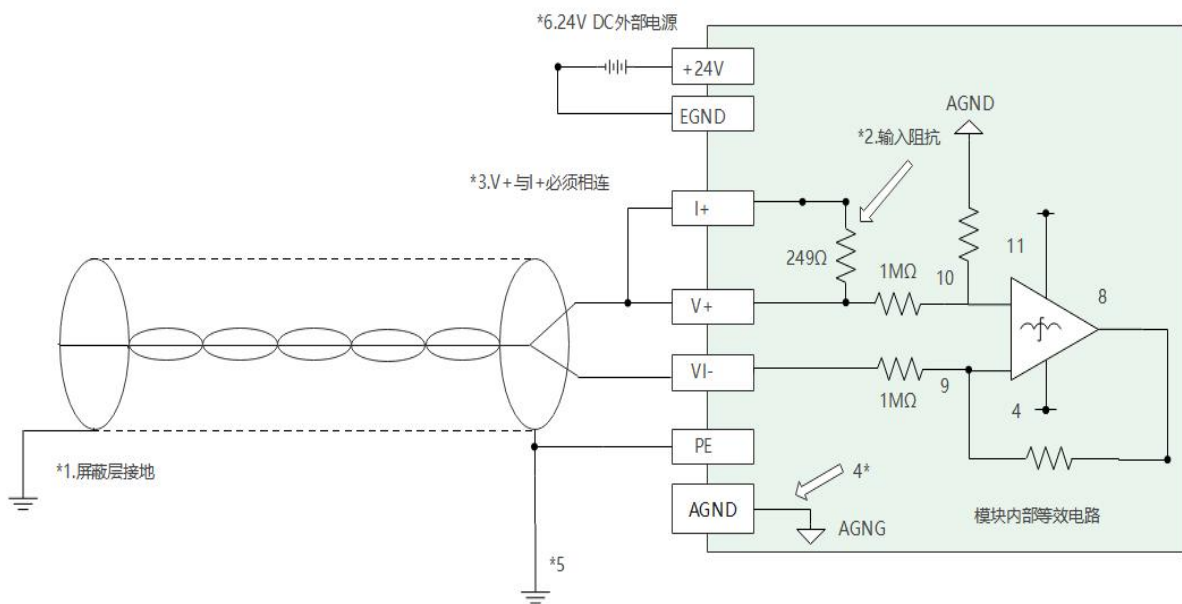 *6.24V DC外部电源
+24V
EGND
AGND
*2.输入阻抗
*3.V+与I+必须相连
I+
11
249Ω
1MΩ
10
8
V+
VI-
1MΩ
9
4
PE
*1.屏蔽层接地
4*
AGND
AGNG
模块内部等效电路
*5